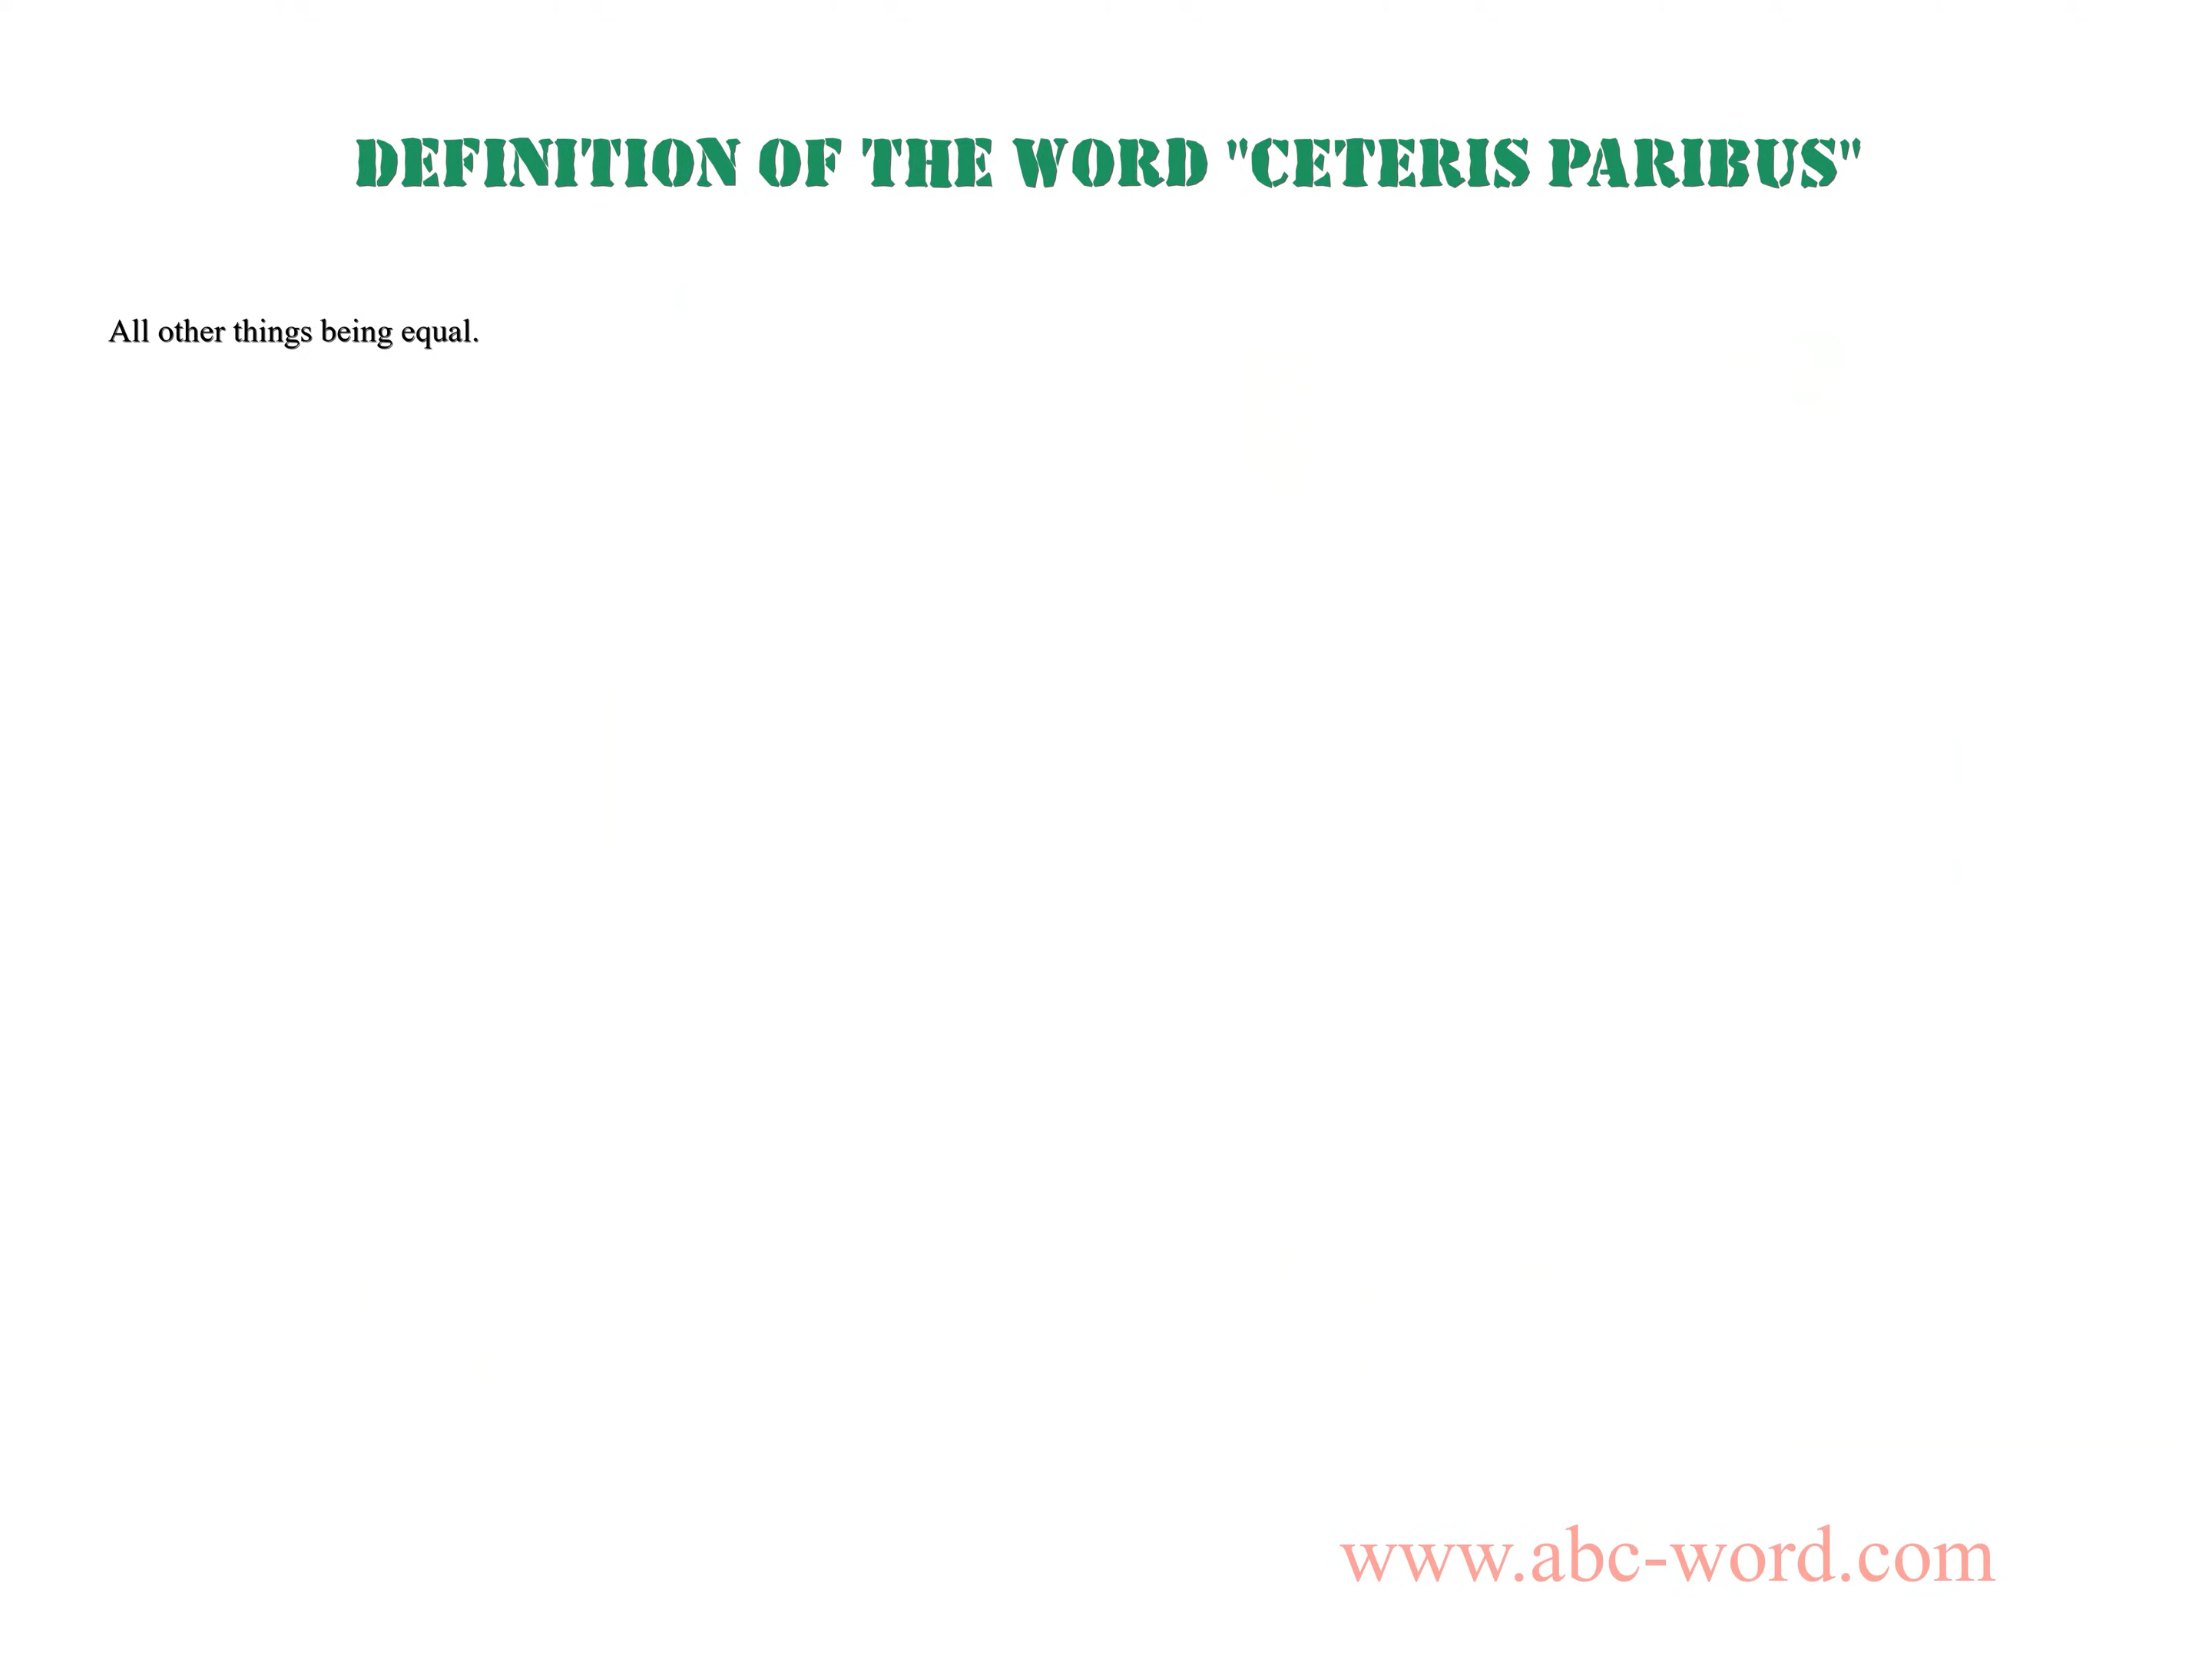 DEFINITION OF THE WORD "CETERIS PARIBUS"
All other things being equal.
www.abc-word.com